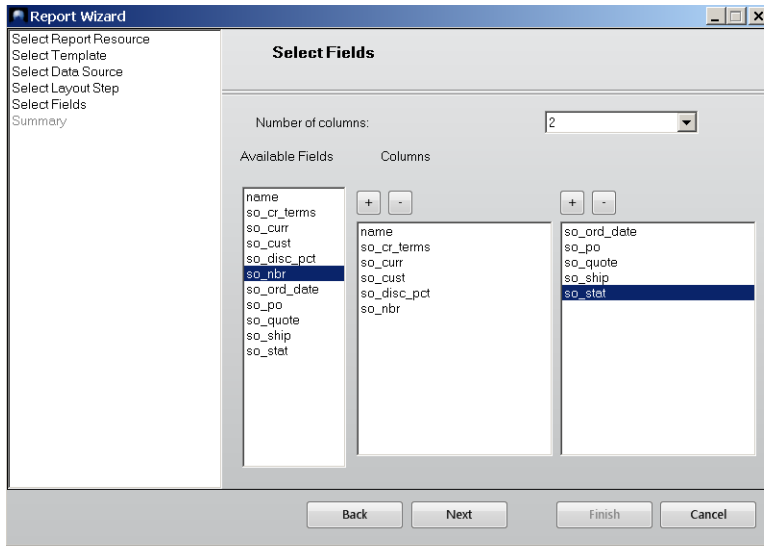 Report Wizard
Select Report Resource
Select Template
Select Data Source
Select Layout Step
Select Fields
Summary
Select Fields
Number of columns:
2
Available Fields
Columns
name
so_cr_terms
so_curr
so_cust
so_disc_pct
so_nbr
so_ord_date
so_po
so_quote
so_ship
so_stat
+ -
name
so_cr_terms
so_curr
so_cust
so_disc_pct
so_nbr
+ -
so_ord_date
so_po
so_quote
so_ship
so_stat
Back Next Finish Cancel